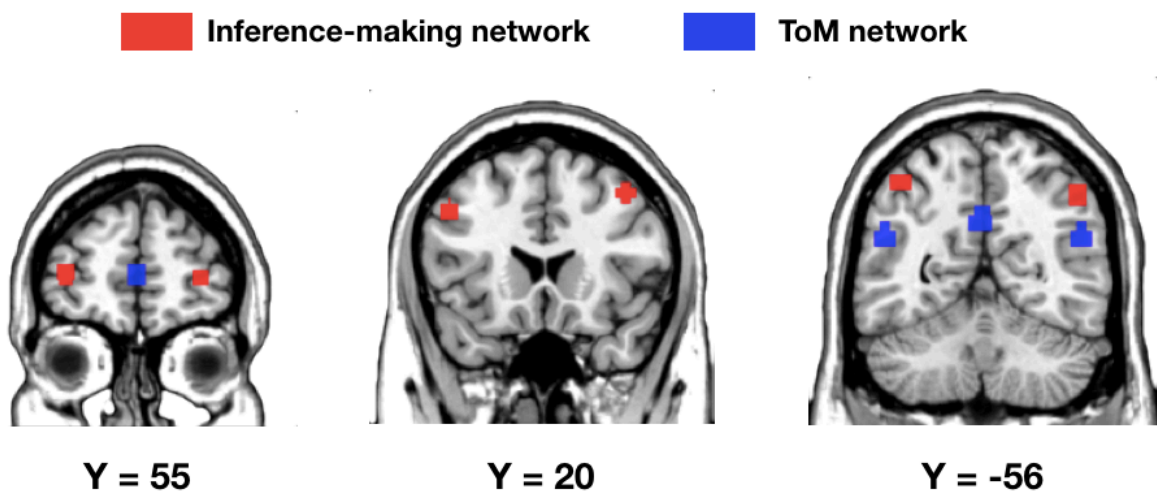 Inference-making network
ToM network
Y = 55
Y = 20
Y = -56